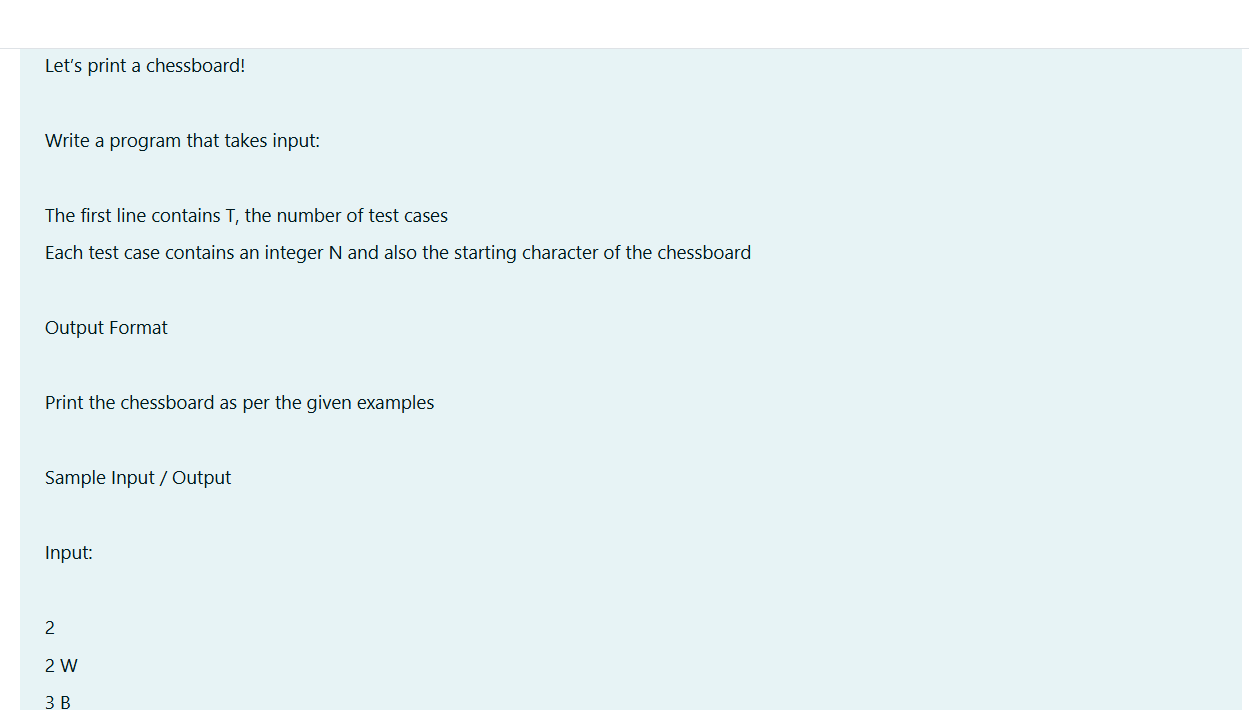 Let's print a chessboard!
Write a program that takes input:
The first line contains T, the number of test cases
Each test case contains an integer N and also the starting character of the chessboard
Output Format
Print the chessboard as per the given examples
Sample Input / Output
Input:
2
2 W
3 B